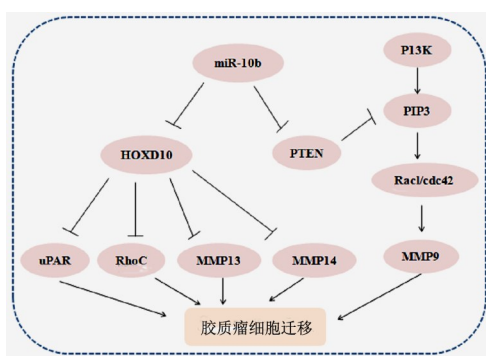 P13K
miR-10b
PIP3
HOXD10
PTEN
Racl/cdc42
uPAR
RhoC
MMP13
MMP14
MMP9
胶质瘤细胞迁移